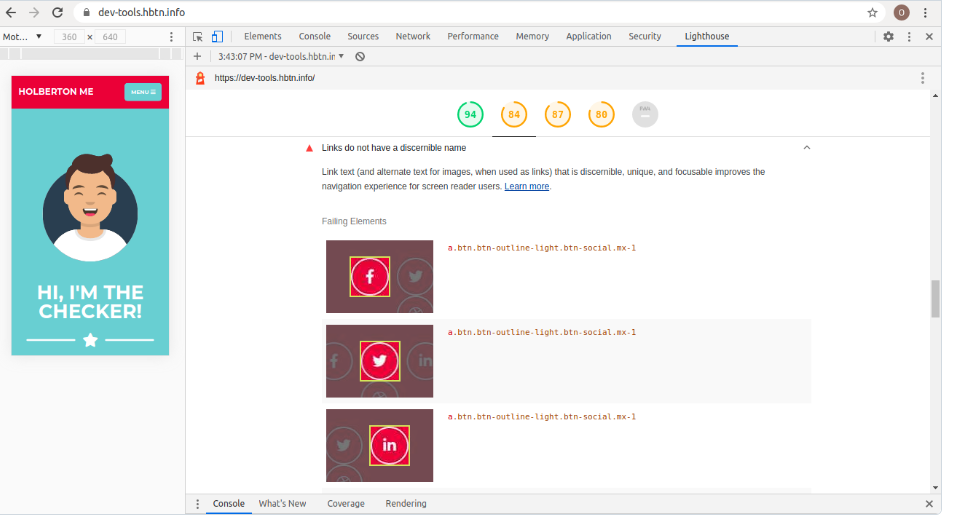 dev-tools.hbtn.info
O
Mot...
360
x
640
Elements
Console
Sources
Network
Performance
Memory
Application
Security
Lighthouse
3:43:07 PM - dev-tools.hbtn.ir
https://dev-tools.hbtn.info/
94
84
87
80
HOLBERTON ME
MENU
HI, I'M THE
CHECKER!
Links do not have a discernible name
Link text (and alternate text for images, when used as links) that is discernible, unique, and focusable improves the
navigation experience for screen reader users. Learn more.
Failing Elements
a.btn.btn-outline-light.btn-social.mx-1
a.btn.btn-outline-light.btn-social.mx-1
a.btn.btn-outline-light.btn-social.mx-1
in
in
Console
What's New
Coverage
Rendering